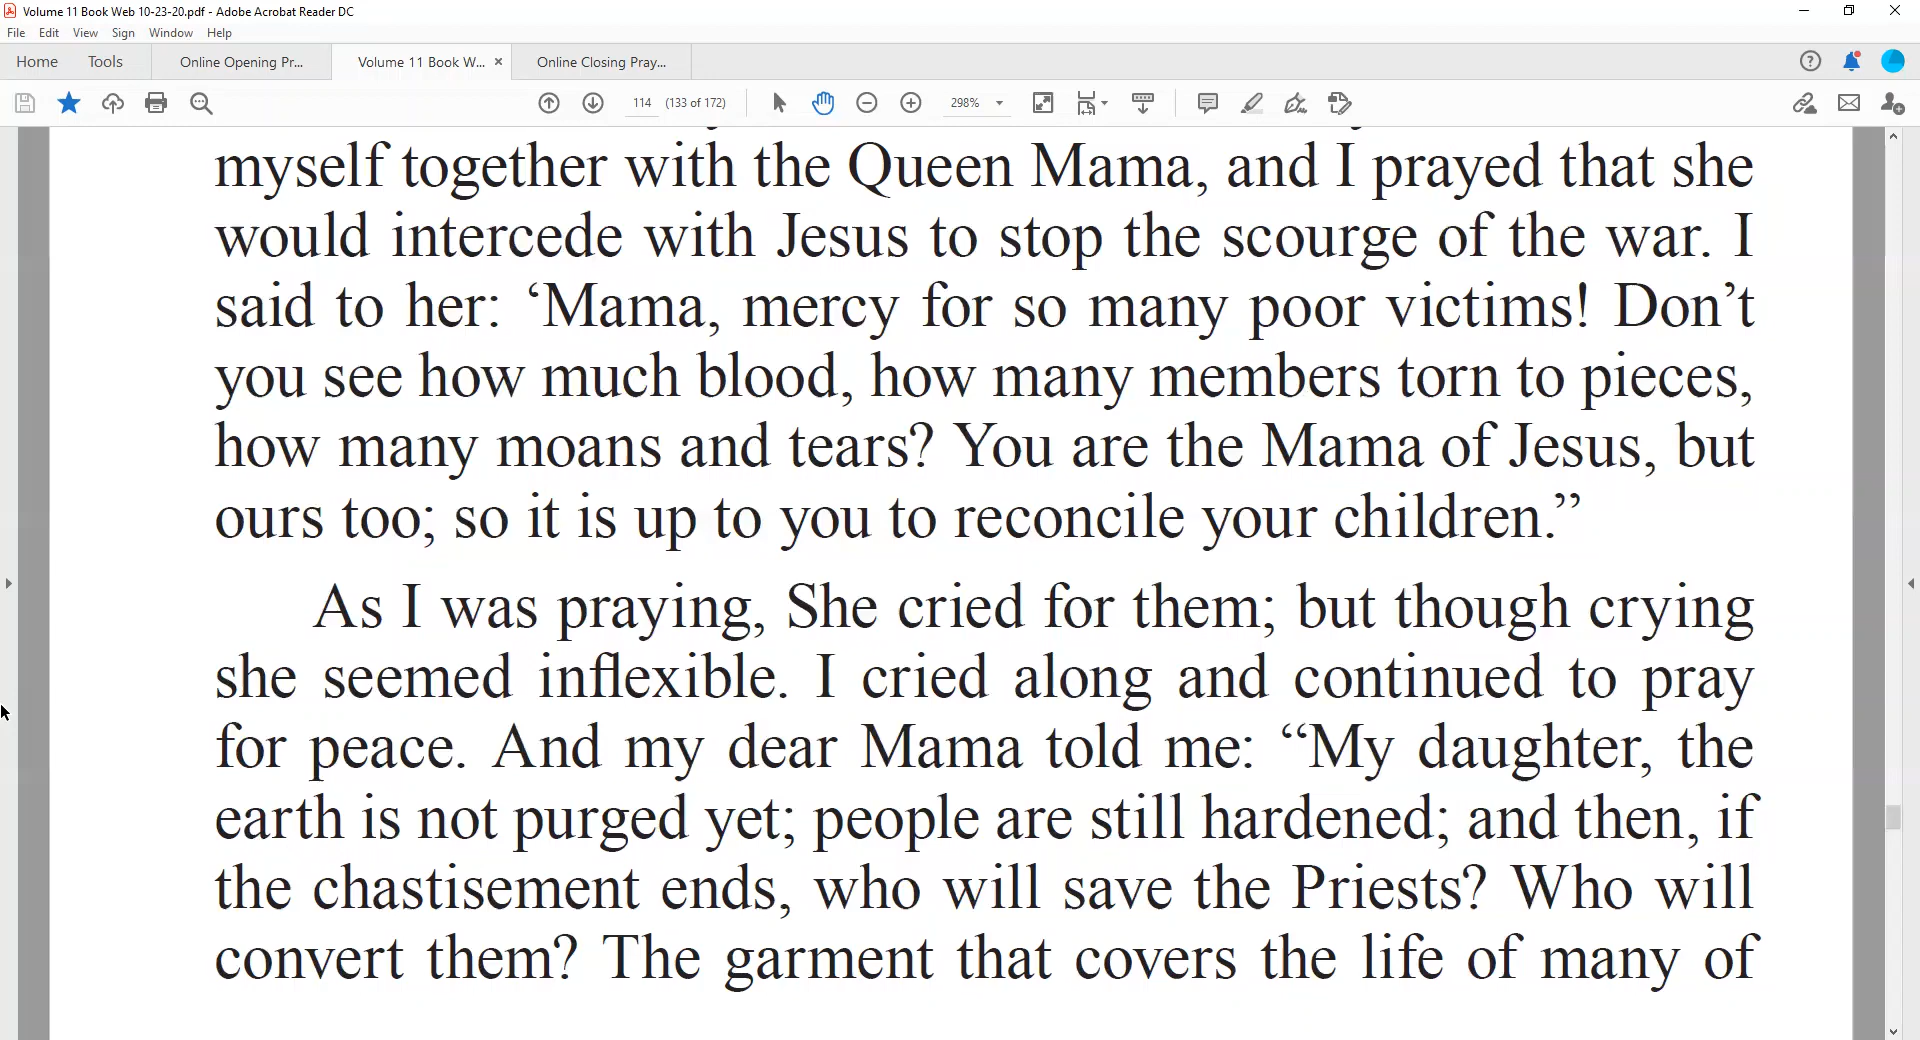 Volume 11 Book Web 10-23-20.pdf - Adobe Acrobat Reader DC
File Edit View Sign Window Help
Home Tools Online Opening Pr... Volume 11 Book W... × Online Closing Pray...
114 (133 of 172) 298%
myself together with the Queen Mama, and I prayed that she
would intercede with Jesus to stop the scourge of the war. I
said to her: ‘Mama, mercy for so many poor victims! Don’t
you see how much blood, how many members torn to pieces,
how many moans and tears? You are the Mama of Jesus, but
ours too; so it is up to you to reconcile your children.”
As I was praying, She cried for them; but though crying
she seemed inflexible. I cried along and continued to pray
for peace. And my dear Mama told me: “My daughter, the
earth is not purged yet; people are still hardened; and then, if
the chastisement ends, who will save the Priests? Who will
convert them? The garment that covers the life of many of